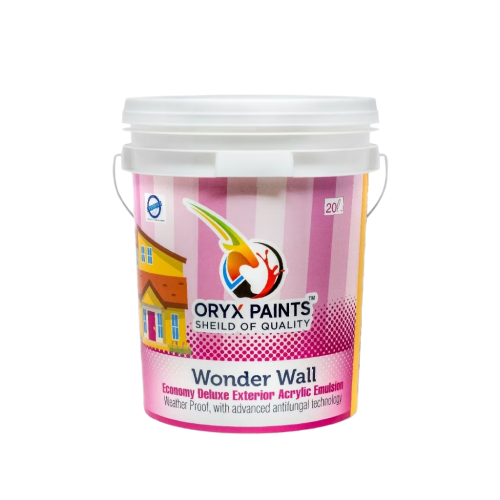 20L
ORYX PAINTS™
SHEILD OF QUALITY
Wonder Wall
Economy Deluxe Exterior Acrylic Emulsion
Weather Proof, with advanced antifungal technology